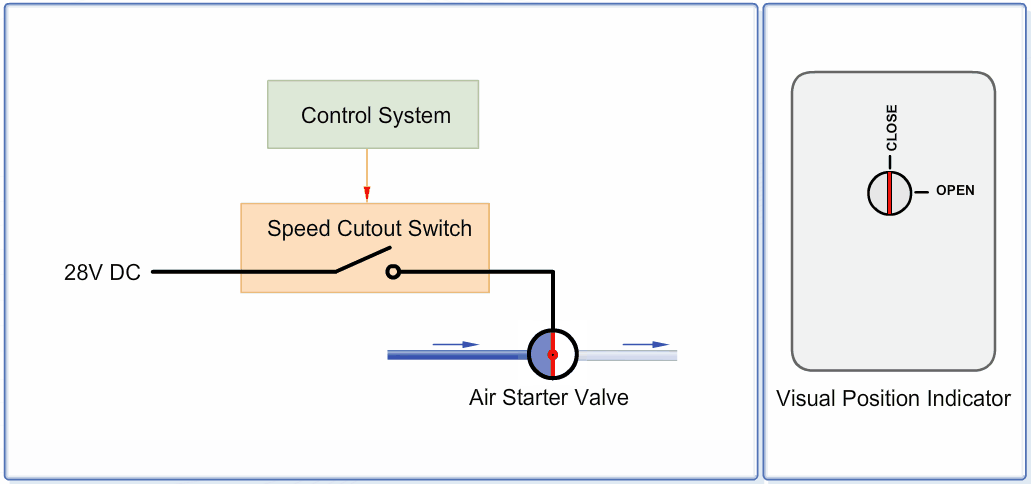 Control System
Speed Cutout Switch
28V DC
Air Starter Valve
CLOSE
OPEN
Visual Position Indicator